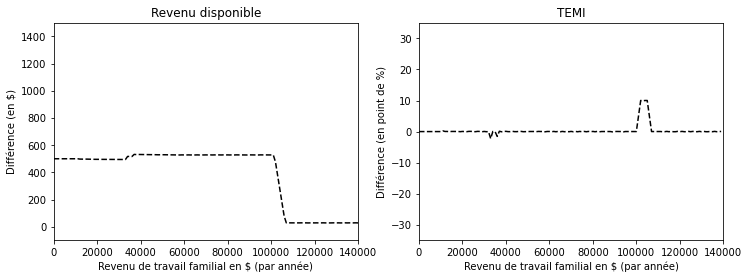 Revenu disponible
Différence (en $)
1400
1200
1000
800
600
400
200
0
0 20000 40000 60000 80000 100000 120000 140000
Revenu de travail familial en $ (par année)
TEMI
Différence (en point de %)
30
20
10
0
−10
−20
−30
0 20000 40000 60000 80000 100000 120000 140000
Revenu de travail familial en $ (par année)